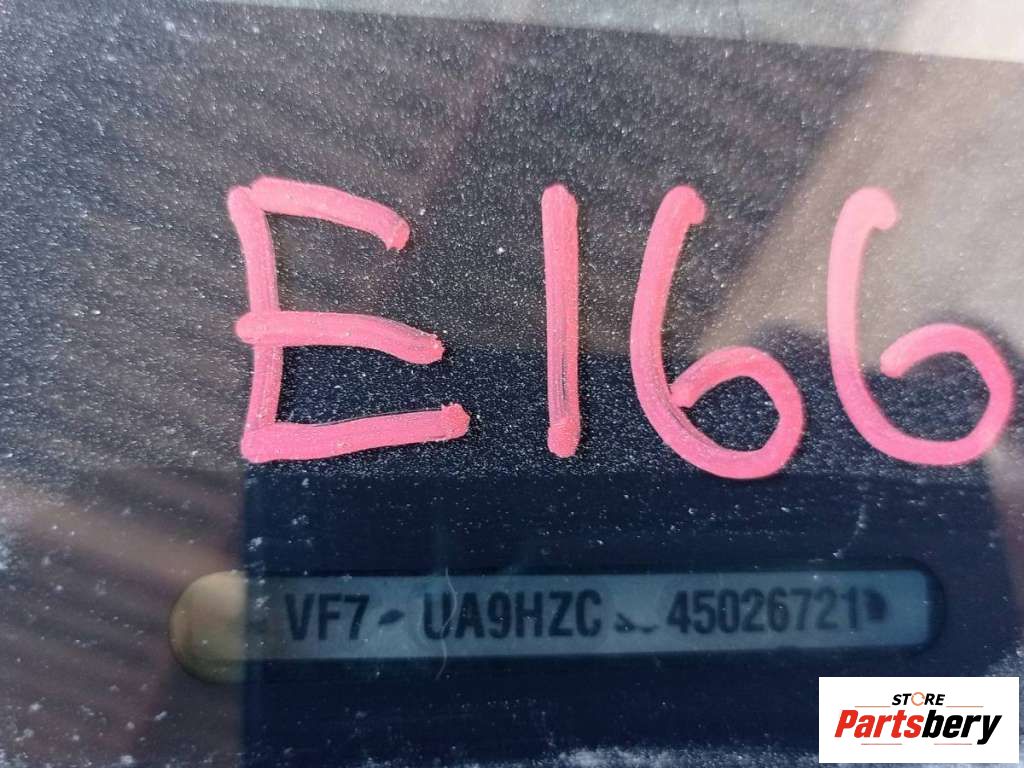 E166
VF7 - UA9HZC 45026721
STORE
Partsbery